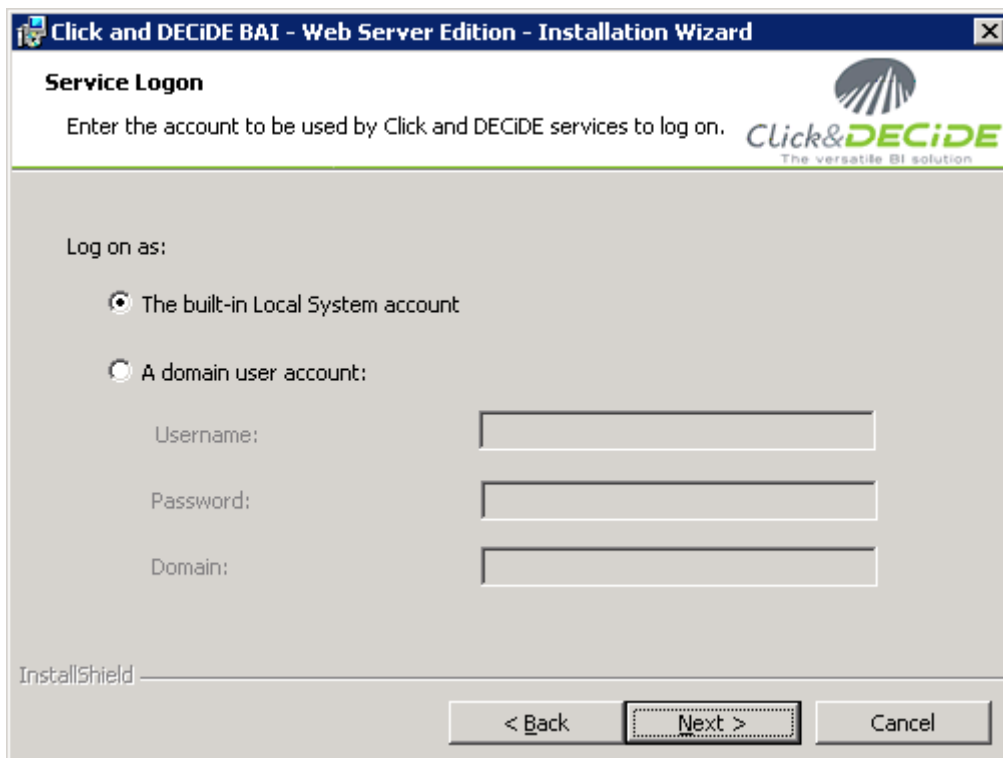 Click and DECiDE BAI - Web Server Edition - Installation Wizard
Service Logon
Enter the account to be used by Click and DECiDE services to log on.
Click&DECiDE
The versatile BI solution
Log on as:
The built-in Local System account
A domain user account:
Username:
Password:
Domain:
InstallShield
< Back
Next >
Cancel